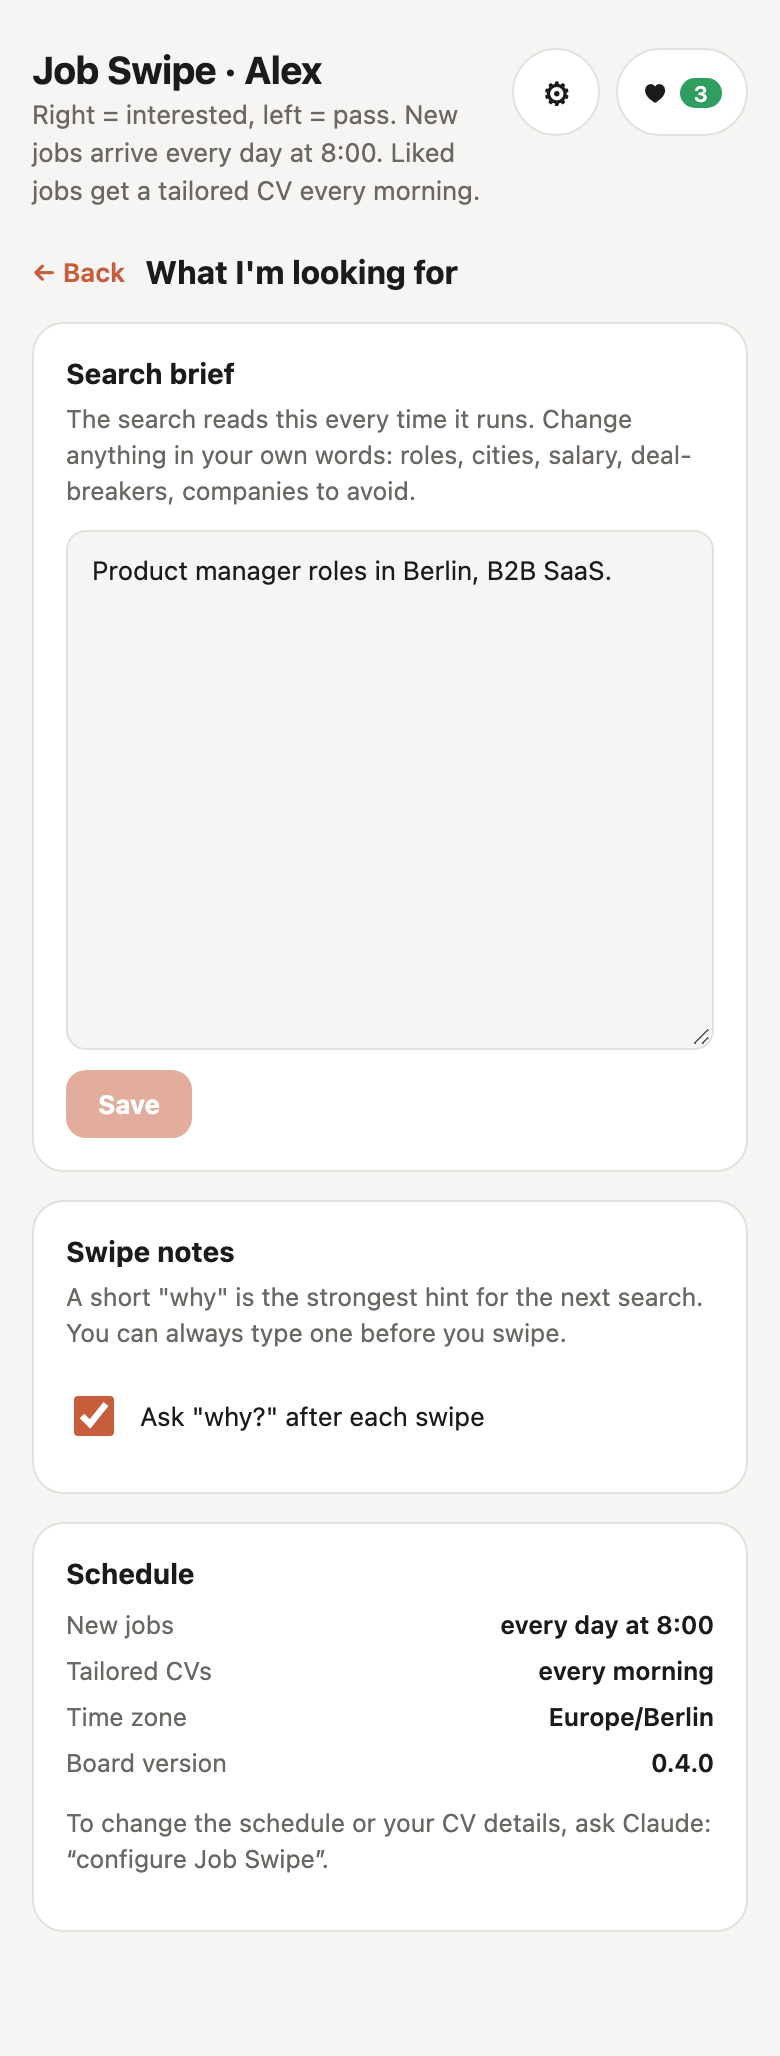 Job Swipe · Alex
Right = interested, left = pass. New
jobs arrive every day at 8:00. Liked
jobs get a tailored CV every morning.
3
← Back What I'm looking for
Search brief
The search reads this every time it runs. Change
anything in your own words: roles, cities, salary, deal-
breakers, companies to avoid.
Product manager roles in Berlin, B2B SaaS.
Save
Swipe notes
A short "why" is the strongest hint for the next search.
You can always type one before you swipe.
Ask "why?" after each swipe
Schedule
New jobs every day at 8:00
Tailored CVs every morning
Time zone Europe/Berlin
Board version 0.4.0
To change the schedule or your CV details, ask Claude:
“configure Job Swipe”.